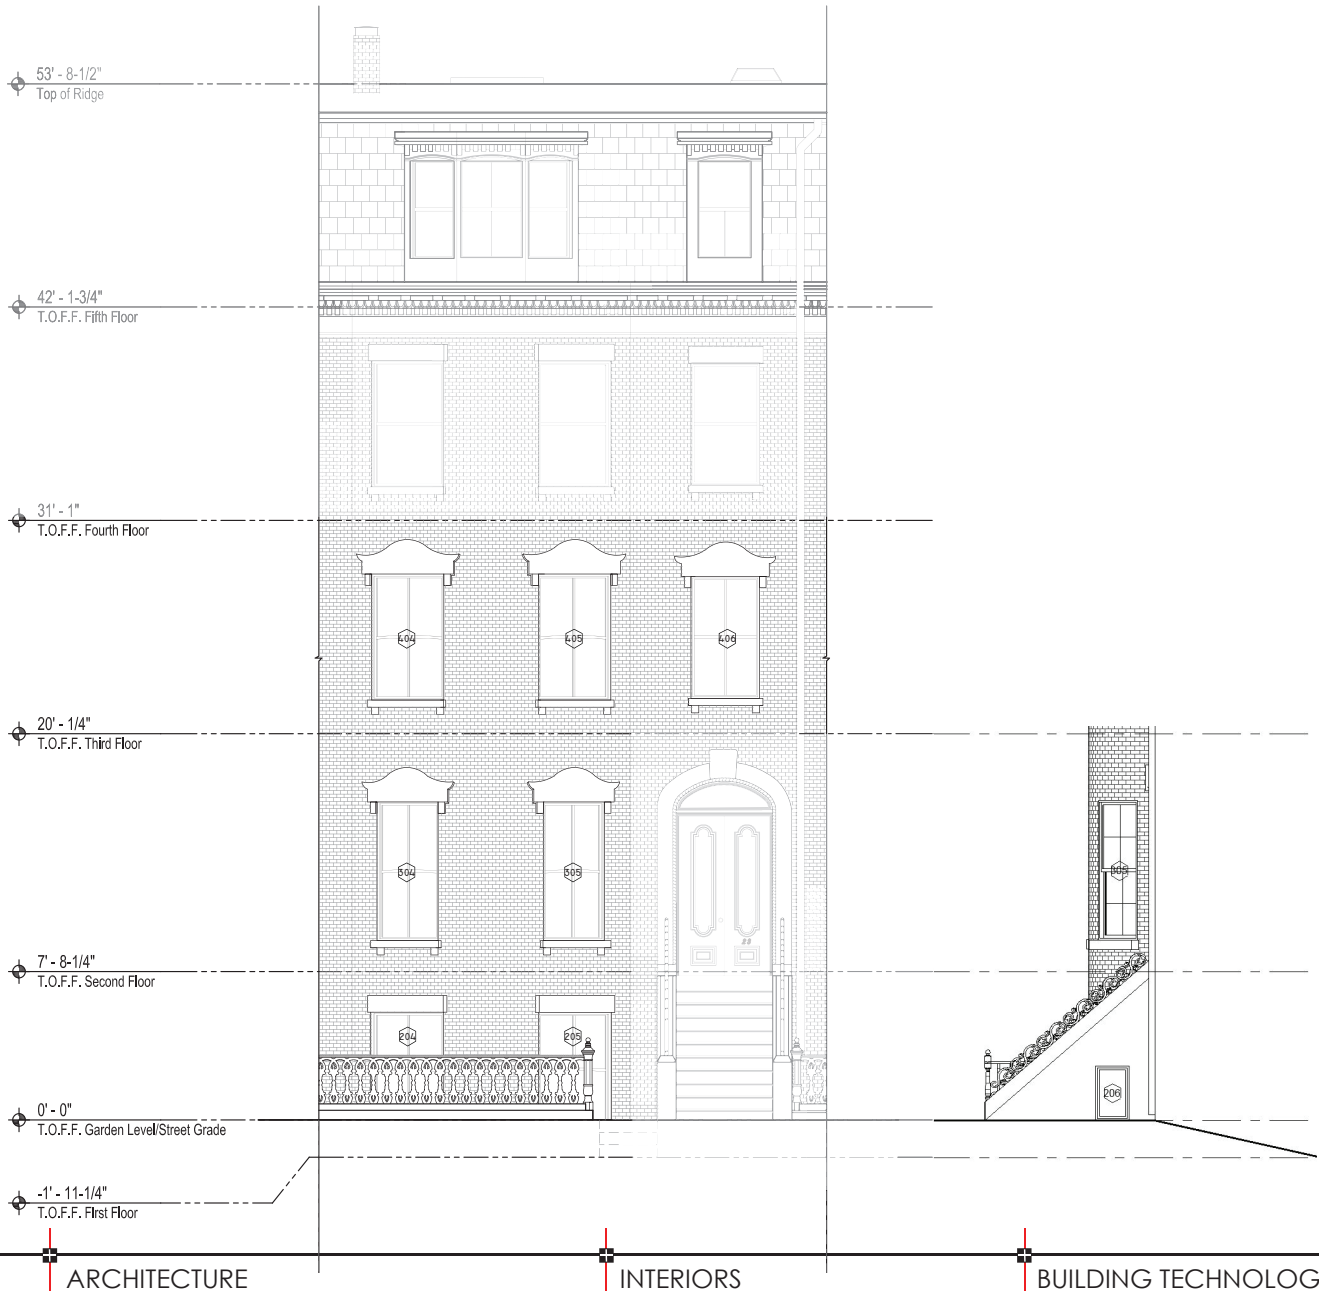 53' - 8-1/2"
Top of Ridge
42' - 1-3/4"
T.O.F.F. Fifth Floor
31' - 1"
T.O.F.F. Fourth Floor
404
405
406
20' - 1/4"
T.O.F.F. Third Floor
304
305
305
7' - 8-1/4"
T.O.F.F. Second Floor
204
205
206
0' - 0"
T.O.F.F. Garden Level/Street Grade
-1' - 11-1/4"
T.O.F.F. First Floor
ARCHITECTURE
INTERIORS
BUILDING TECHNOLOG